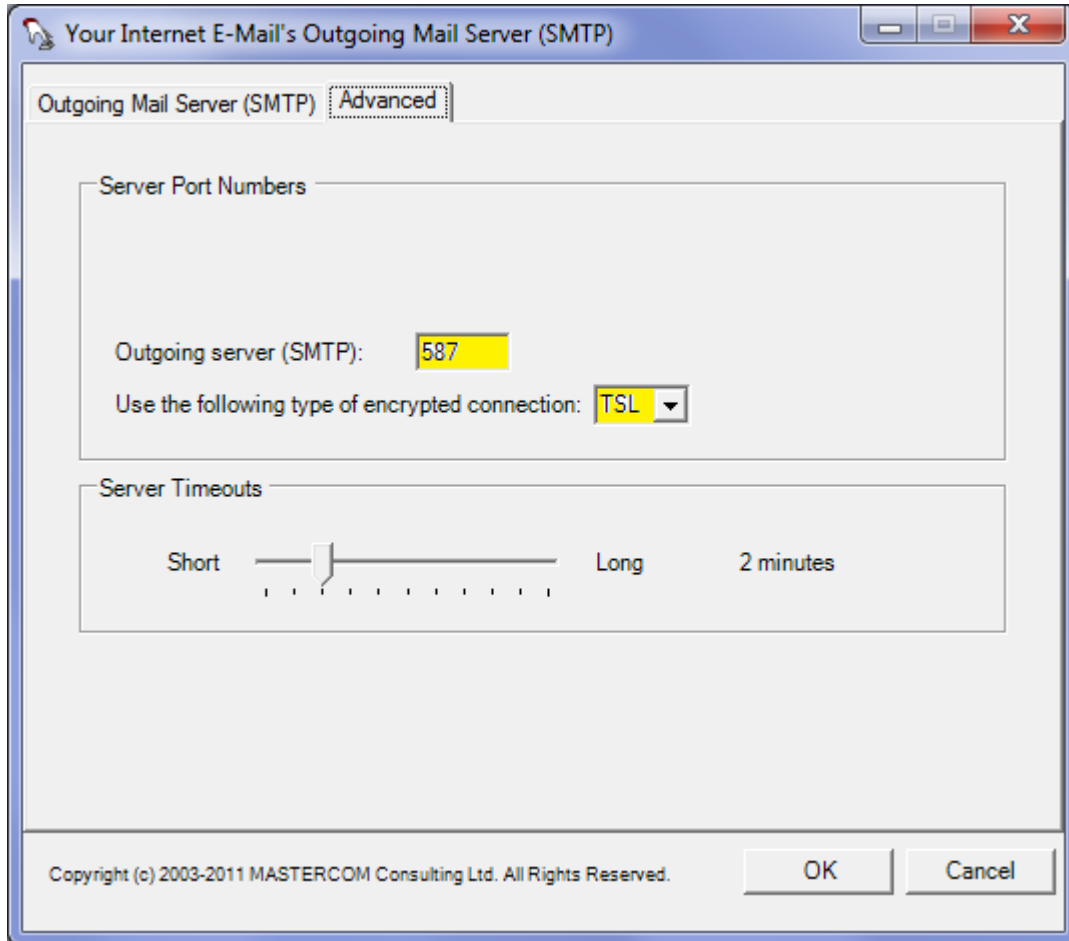 Your Internet E-Mail's Outgoing Mail Server (SMTP)
Outgoing Mail Server (SMTP) Advanced
Server Port Numbers
Outgoing server (SMTP): 587
Use the following type of encrypted connection: TSL
Server Timeouts
Short Long 2 minutes
Copyright (c) 2003-2011 MASTERCOM Consulting Ltd. All Rights Reserved. OK Cancel